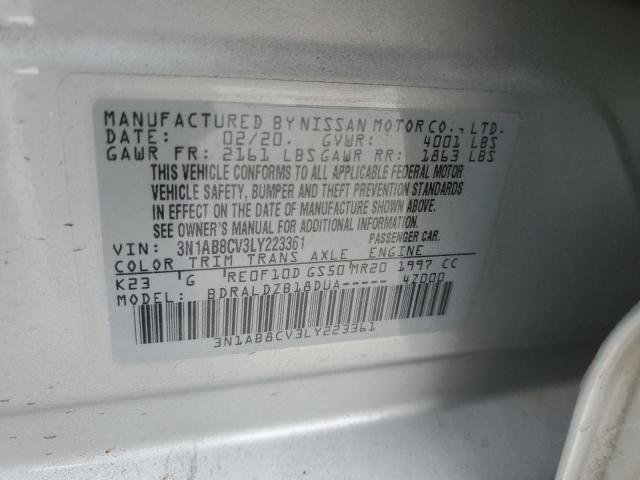 MANUFACTURED BY NISSAN MOTOR CO., LTD.
DATE: 02/20. GVWR: 4001 LBS
GAWR FR: 2161 LBS GAWR RR: 1863 LBS
THIS VEHICLE CONFORMS TO ALL APPLICABLE FEDERAL MOTOR
VEHICLE SAFETY, BUMPER AND THEFT PREVENTION STANDARDS
IN EFFECT ON THE DATE OF MANUFACTURE SHOWN ABOVE.
SEE OWNER'S MANUAL FOR ADDITIONAL INFORMATION.
VIN: 3N1AB8CV3LY223361 PASSENGER CAR.
COLOR TRIM TRANS AXLE ENGINE
K23 G RE0F10D GS50 MR20 1997 CC
MODEL: BDRALDZB18DUA----- 4Z000
3N1AB8CV3LY223361